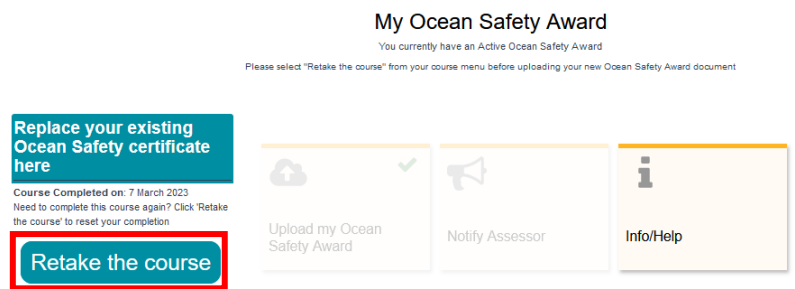 My Ocean Safety Award
You currently have an Active Ocean Safety Award
Please select "Retake the course" from your course menu before uploading your new Ocean Safety Award document
Replace your existing
Ocean Safety certificate
here
Course Completed on: 7 March 2023
Need to complete this course again? Click 'Retake
the course' to reset your completion
Retake the course
Upload my Ocean
Safety Award
Notify Assessor
Info/Help